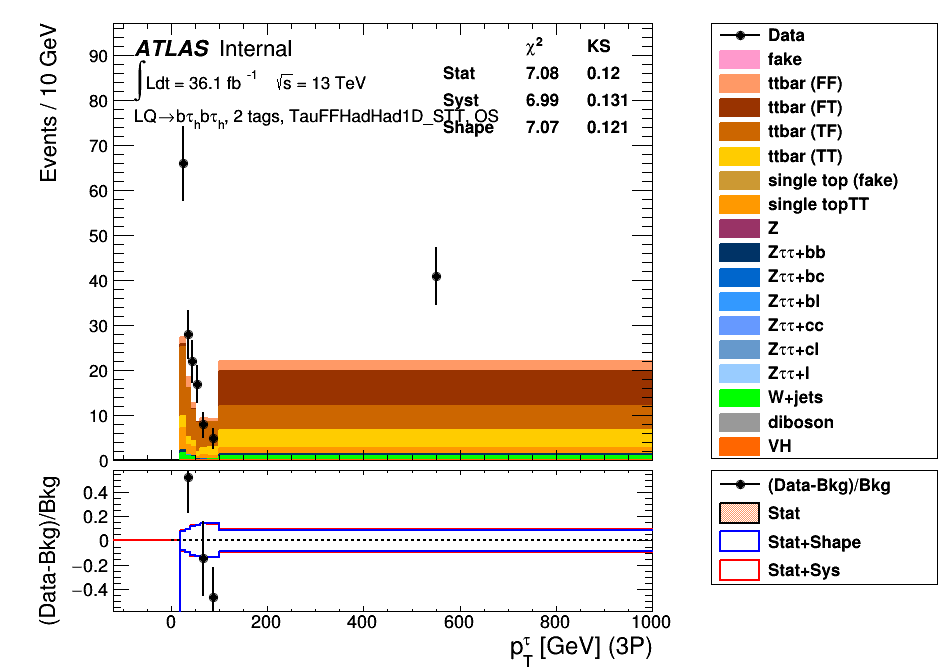 ATLAS Internal
∫ Ldt = 36.1 fb⁻¹ √s = 13 TeV
LQ→bτhbτh, 2 tags, TauFFHadHad1D_STT, OS
χ² KS
Stat 7.08 0.12
Syst 6.99 0.131
Shape 7.07 0.121
Events / 10 GeV
90
80
70
60
50
40
30
20
10
0
(Data-Bkg)/Bkg
0.4
0.2
0
−0.2
−0.4
0 200 400 600 800 1000
pTτ [GeV] (3P)
Data
fake
ttbar (FF)
ttbar (FT)
ttbar (TF)
ttbar (TT)
single top (fake)
single topTT
Z
Zττ+bb
Zττ+bc
Zττ+bl
Zττ+cc
Zττ+cl
Zττ+l
W+jets
diboson
VH
(Data-Bkg)/Bkg
Stat
Stat+Shape
Stat+Sys